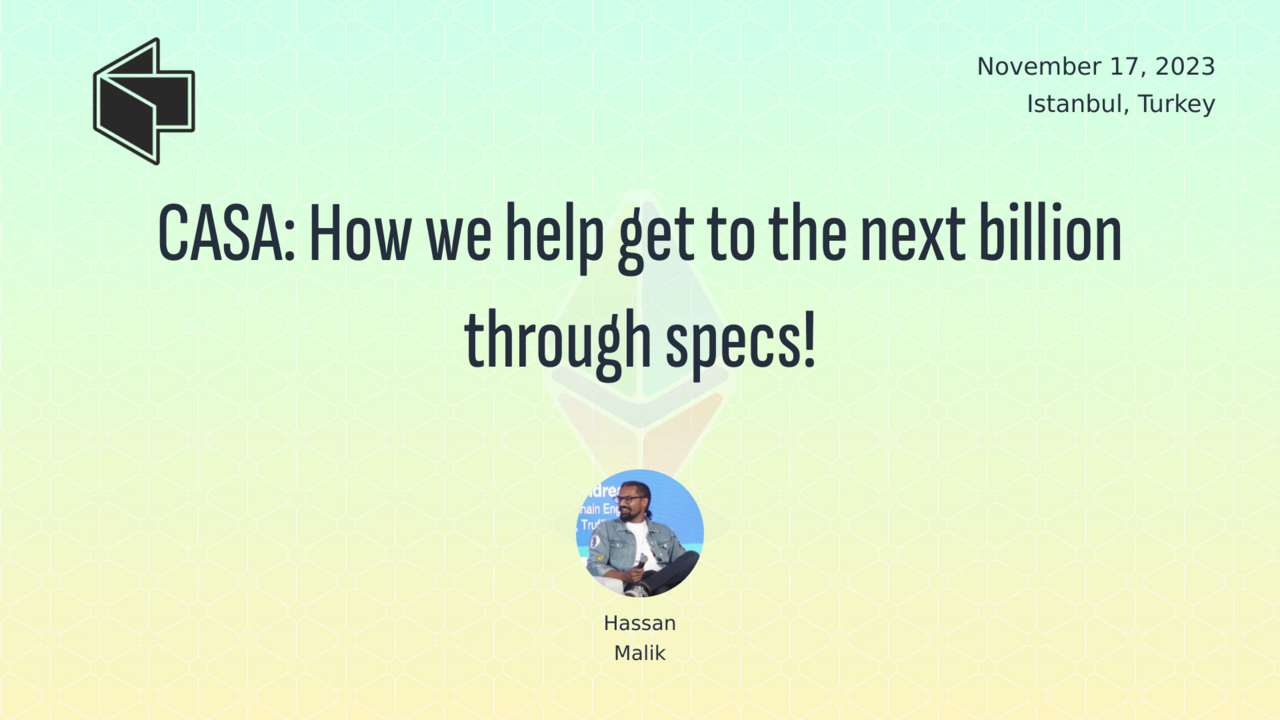 November 17, 2023
Istanbul, Turkey
CASA: How we help get to the next billion
through specs!
Hassan
Malik